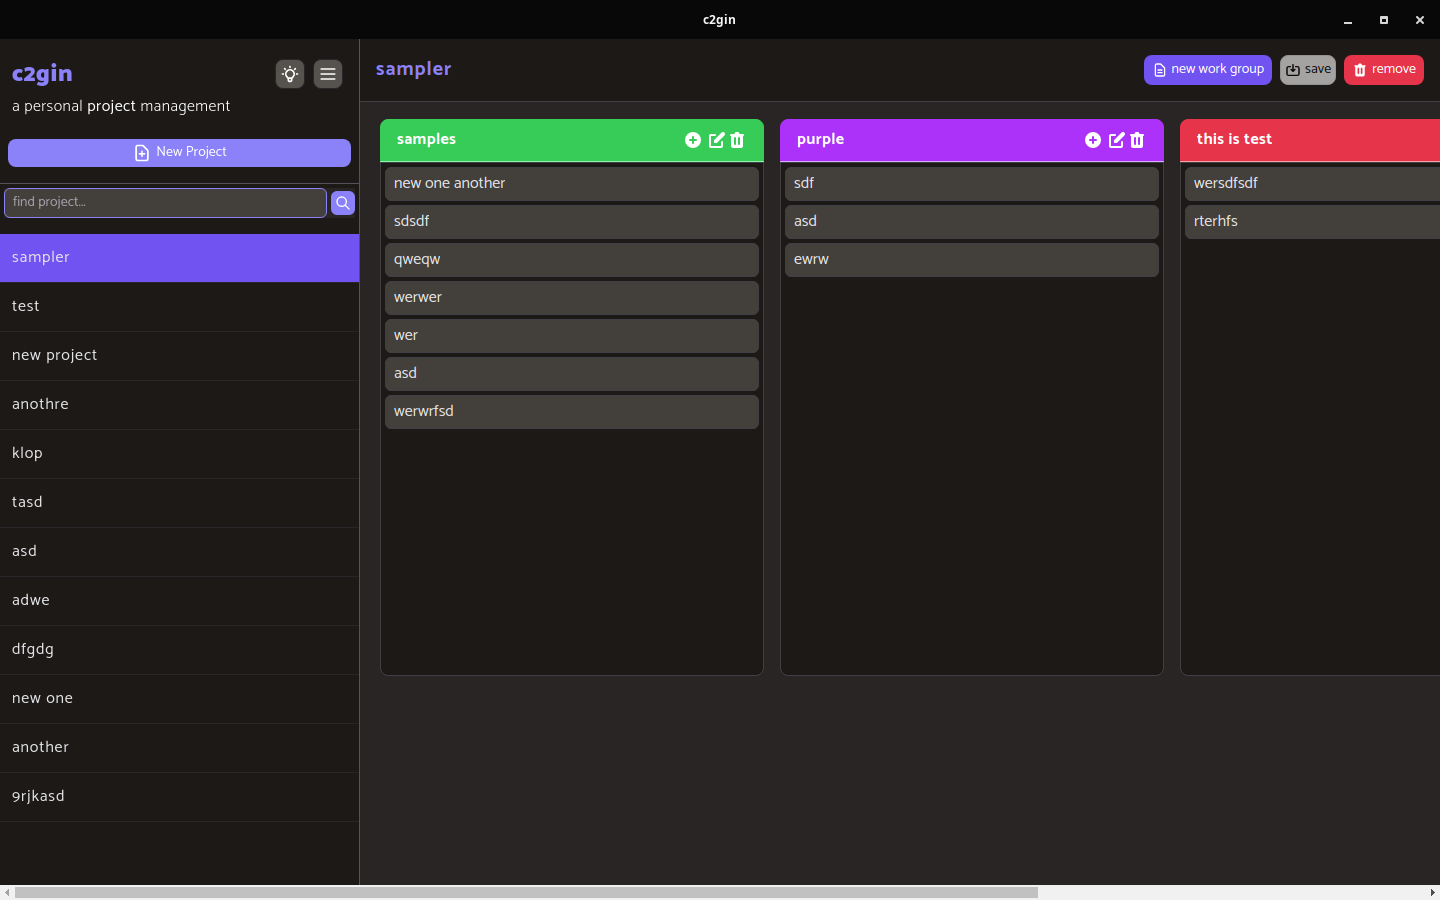 c2gin
c2gin
a personal project management
New Project
find project...
sampler
test
new project
anothre
klop
tasd
asd
adwe
dfgdg
new one
another
9rjkasd
sampler
new work group
save
remove
samples
new one another
sdsdf
qweqw
werwer
wer
asd
werwrfsd
purple
sdf
asd
ewrw
this is test
wersdfsdf
rterhfs